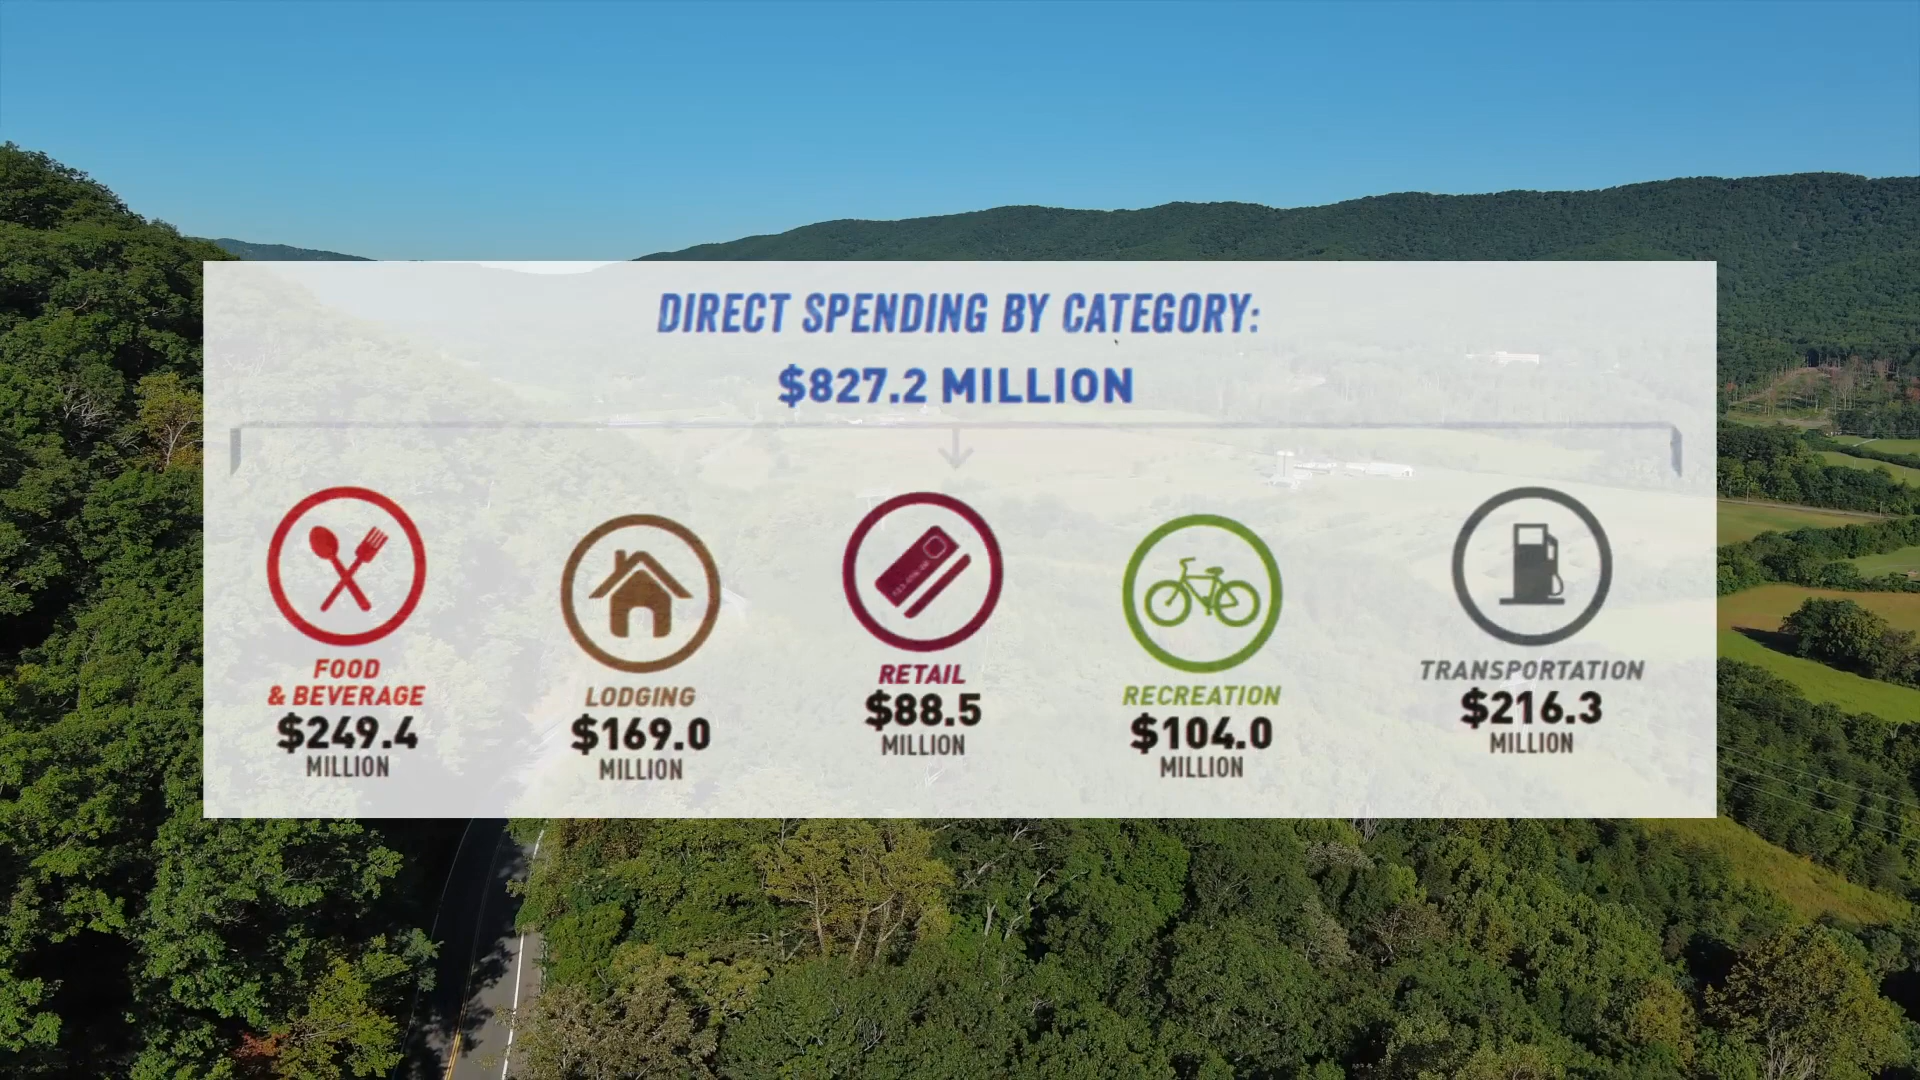 DIRECT SPENDING BY CATEGORY:
$827.2 MILLION
FOOD
& BEVERAGE
$249.4
MILLION
LODGING
$169.0
MILLION
RETAIL
$88.5
MILLION
RECREATION
$104.0
MILLION
TRANSPORTATION
$216.3
MILLION